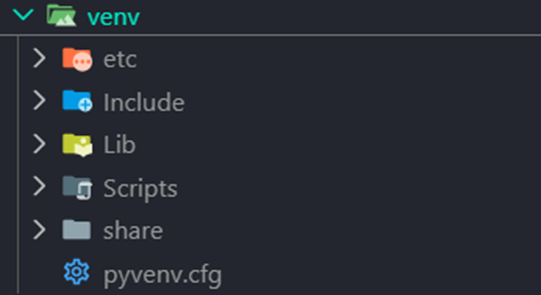 venv
etc
Include
Lib
Scripts
share
pyvenv.cfg